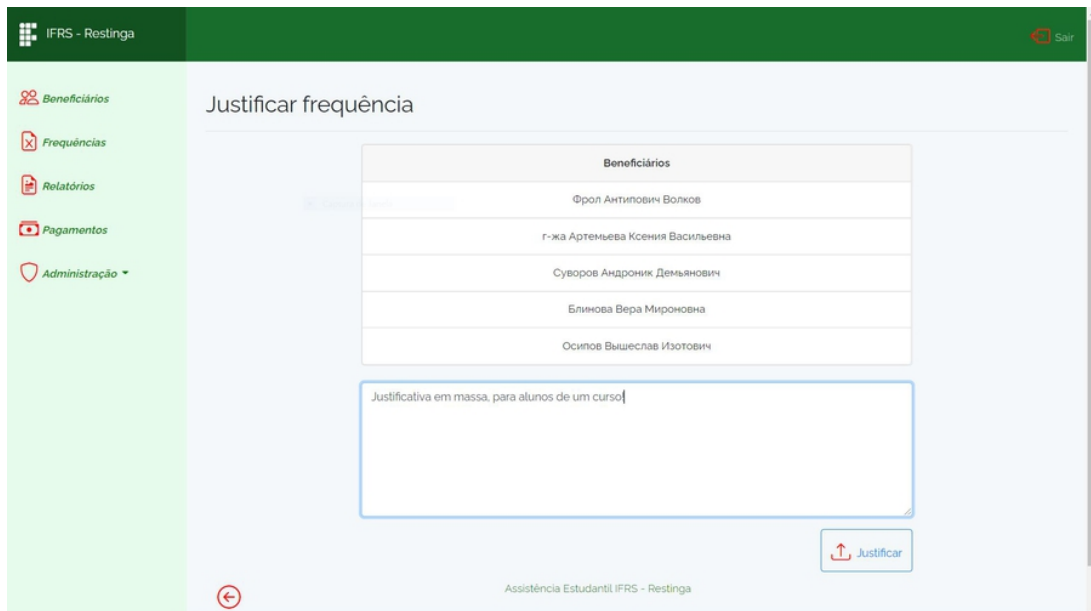 IFRS - Restinga
Sair
Beneficiários
Frequências
Relatórios
Pagamentos
Administração
Justificar frequência
Beneficiários
Фрол Антипович Волков
г-жа Артемьева Ксения Васильевна
Суворов Андроник Демьянович
Блинова Вера Мироновна
Осипов Вышеслав Изотович
Justificativa em massa, para alunos de um curso!
Justificar
Assistência Estudantil IFRS - Restinga